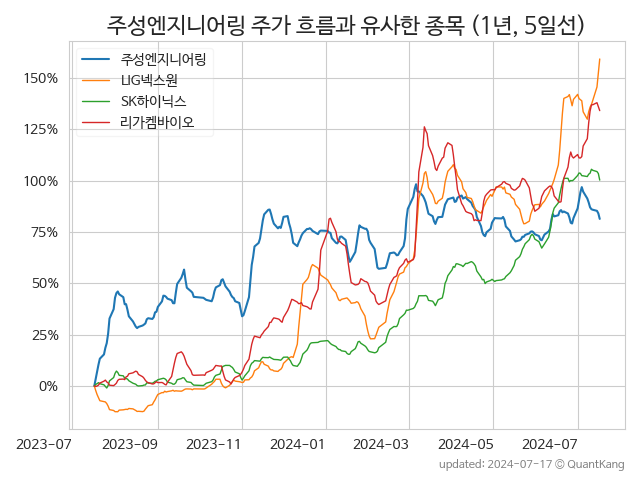 주성엔지니어링 주가 흐름과 유사한 종목 (1년, 5일선)
주성엔지니어링
LIG넥스원
SK하이닉스
리가켐바이오
150%
125%
100%
75%
50%
25%
0%
2023-07 2023-09 2023-11 2024-01 2024-03 2024-05 2024-07
updated: 2024-07-17 © QuantKang